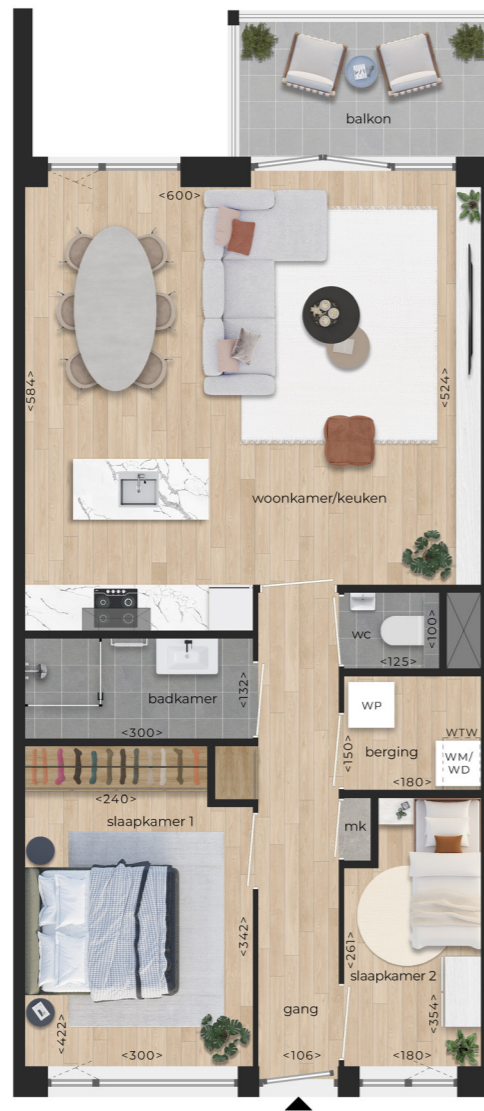 balkon
<600>
<584>
<524>
woonkamer/keuken
wc
<100>
<125>
badkamer
<132>
<300>
WP
<150>
berging
WTW
WM/
WD
<180>
<240>
slaapkamer 1
mk
<342>
<261>
slaapkamer 2
<354>
gang
<422>
<300>
<106>
<180>